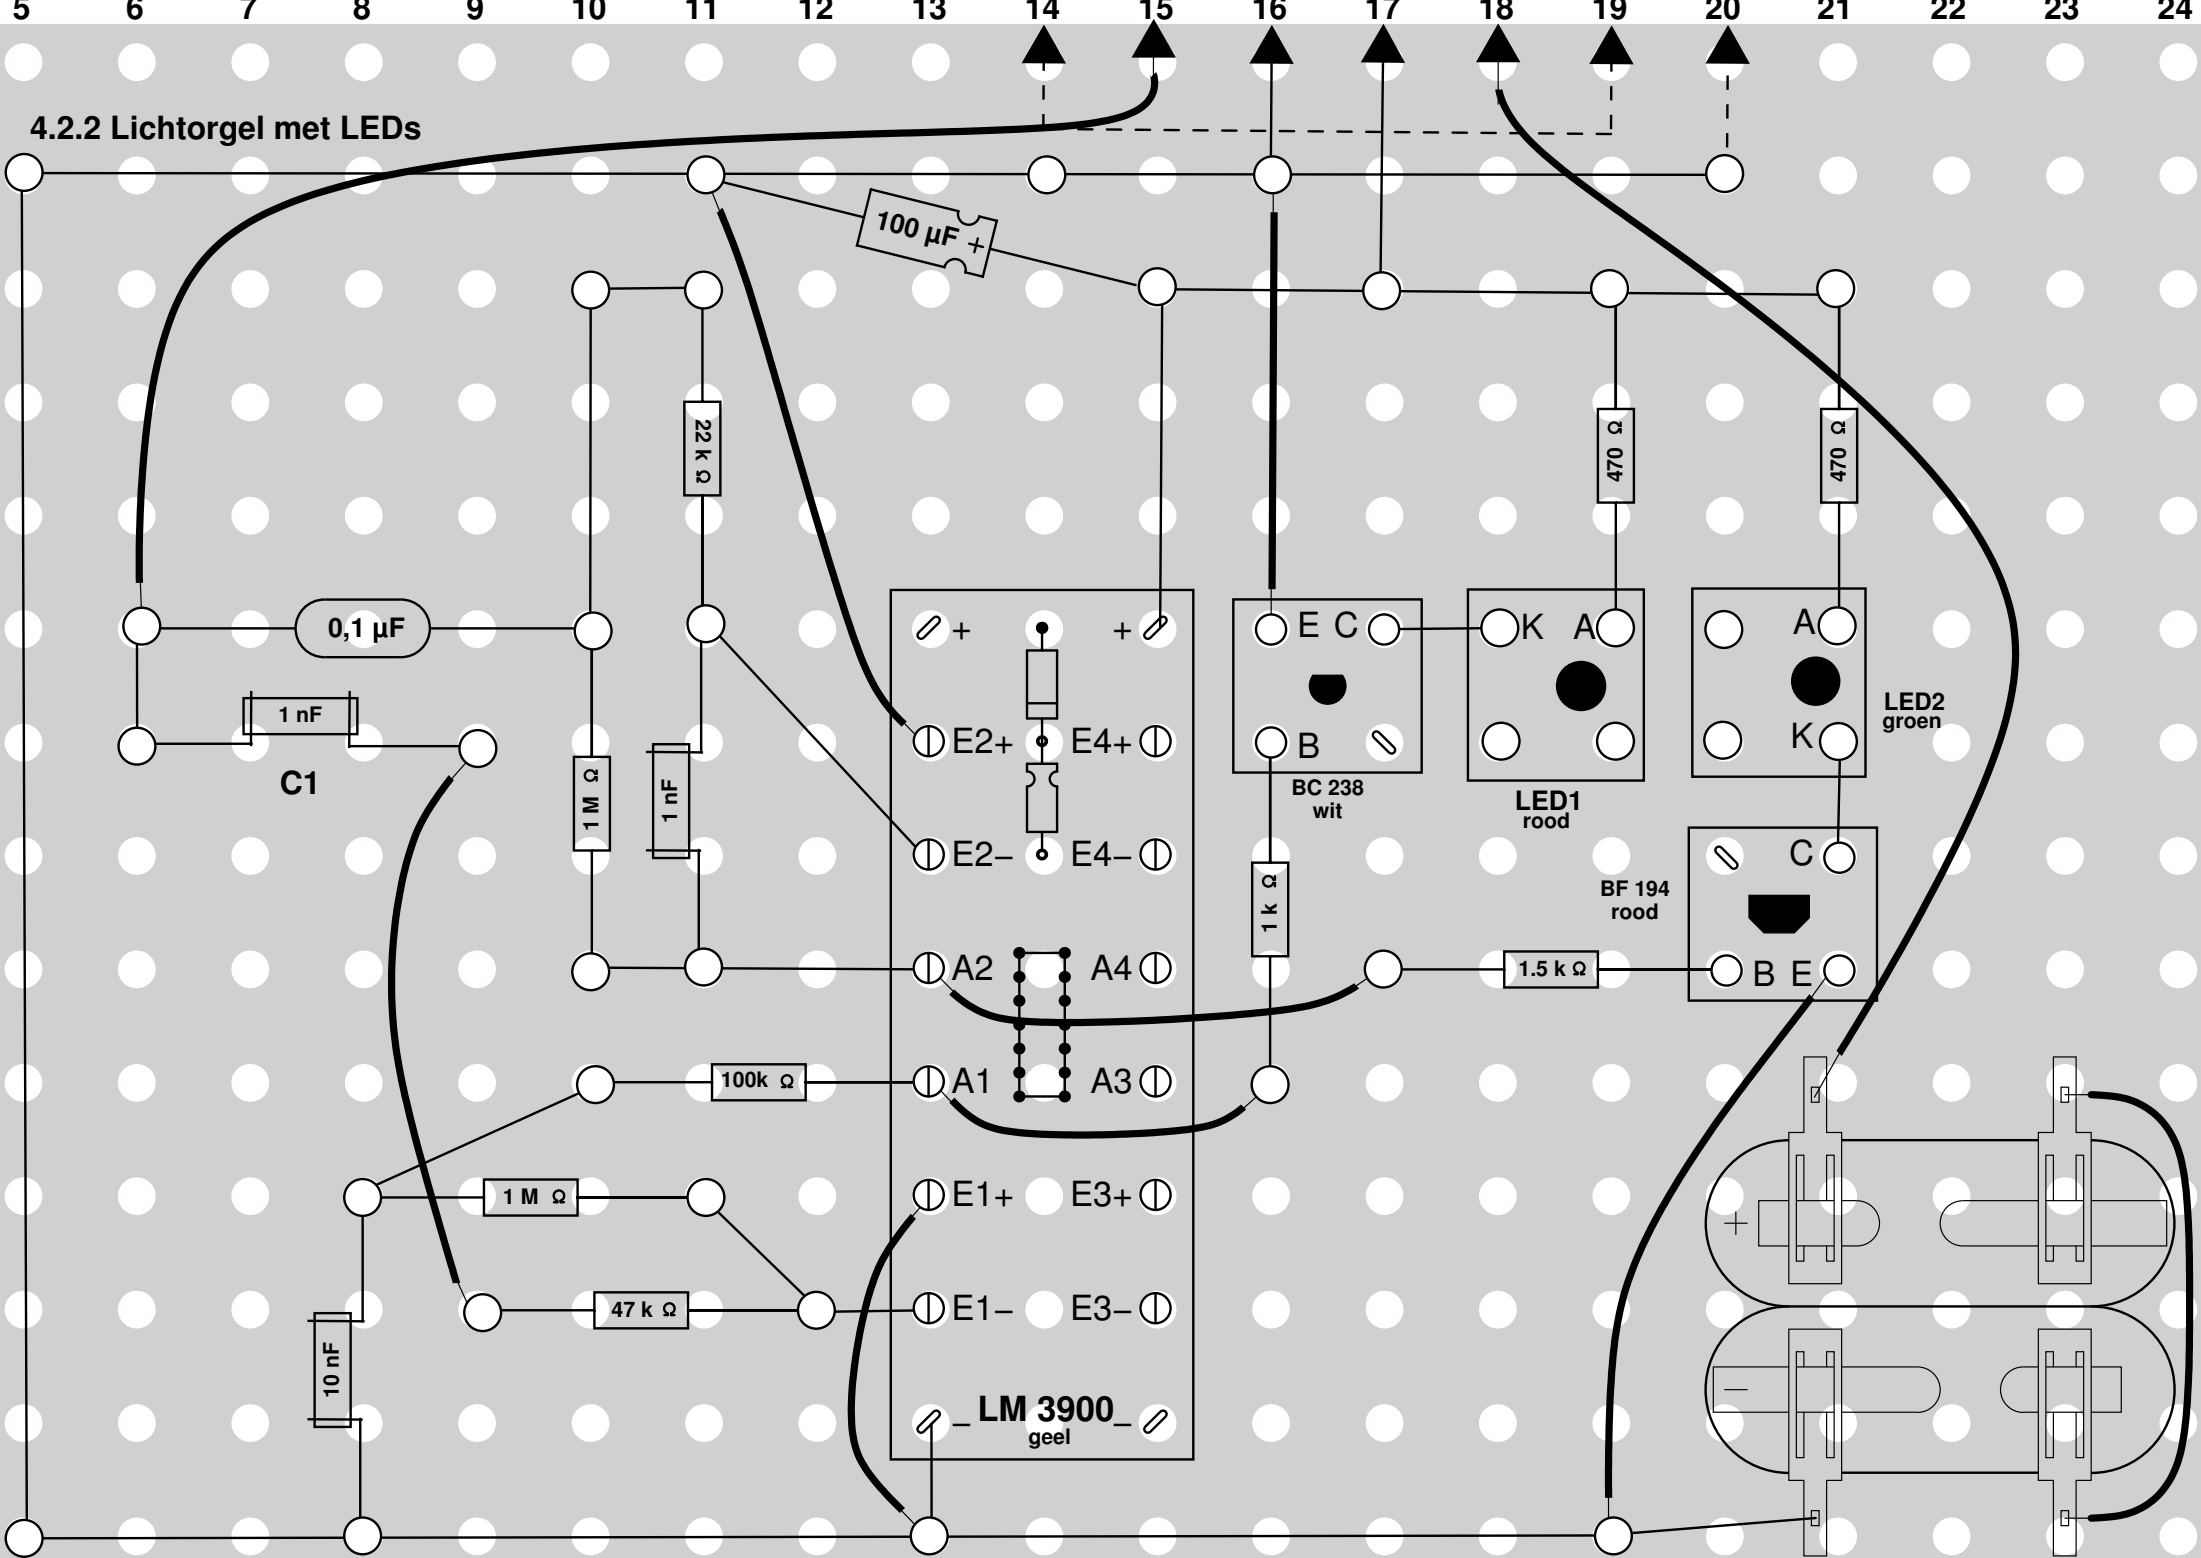 5 6 7 8 9 10 11 12 13 14 15 16 17 18 19 20 21 22 23 24
4.2.2 Lichtorgel met LEDs
100 µF +
22 k Ω
470 Ω
470 Ω
0,1 µF
+ +
E C
K A
A
1 nF
C1
E2+ E4+
B
K
LED2
groen
BC 238
wit
LED1
rood
1 M Ω
1 nF
E2– E4–
C
1 k Ω
BF 194
rood
A2 A4
1.5 k Ω
B E
100k Ω
A1 A3
1 M Ω
E1+ E3+
+
47 k Ω
E1– E3–
10 nF
–
– LM 3900 –
geel